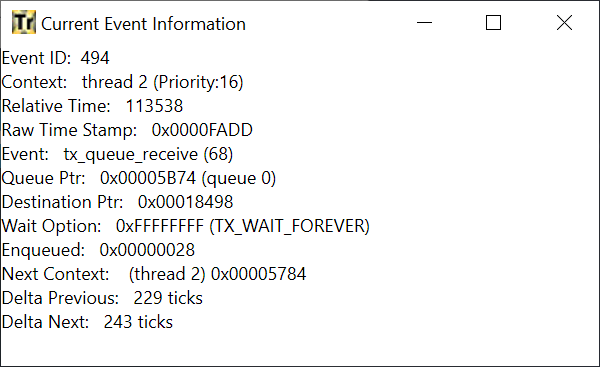 Tr Current Event Information
Event ID: 494
Context: thread 2 (Priority:16)
Relative Time: 113538
Raw Time Stamp: 0x0000FADD
Event: tx_queue_receive (68)
Queue Ptr: 0x00005B74 (queue 0)
Destination Ptr: 0x00018498
Wait Option: 0xFFFFFFFF (TX_WAIT_FOREVER)
Enqueued: 0x00000028
Next Context: (thread 2) 0x00005784
Delta Previous: 229 ticks
Delta Next: 243 ticks